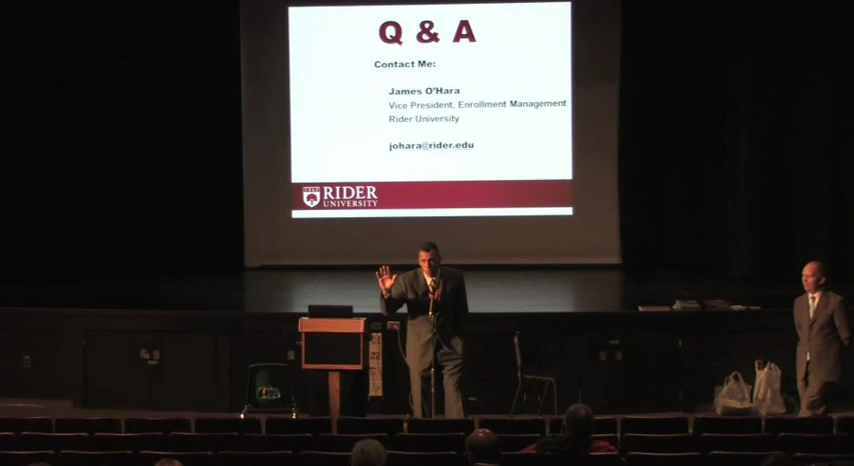 Q & A
Contact Me:
James O'Hara
Vice President, Enrollment Management
Rider University
johara@rider.edu
RIDER
UNIVERSITY